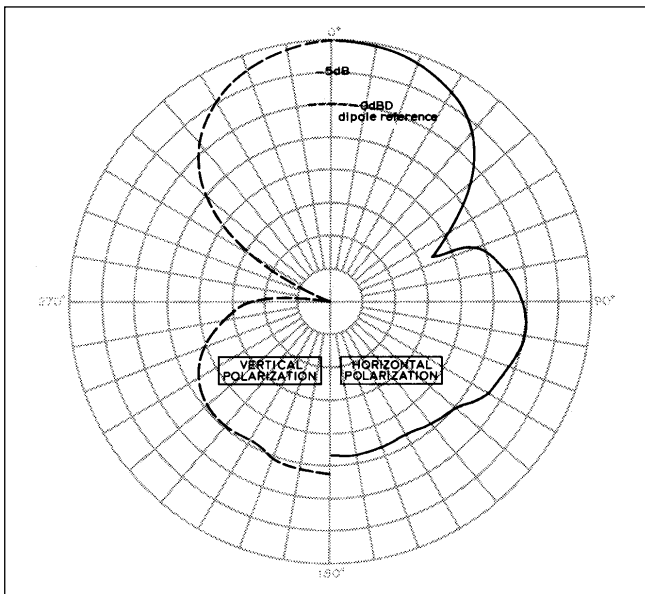 0°
-5dB
0dBD
dipole reference
270°
90°
VERTICAL
POLARIZATION
HORIZONTAL
POLARIZATION
180°